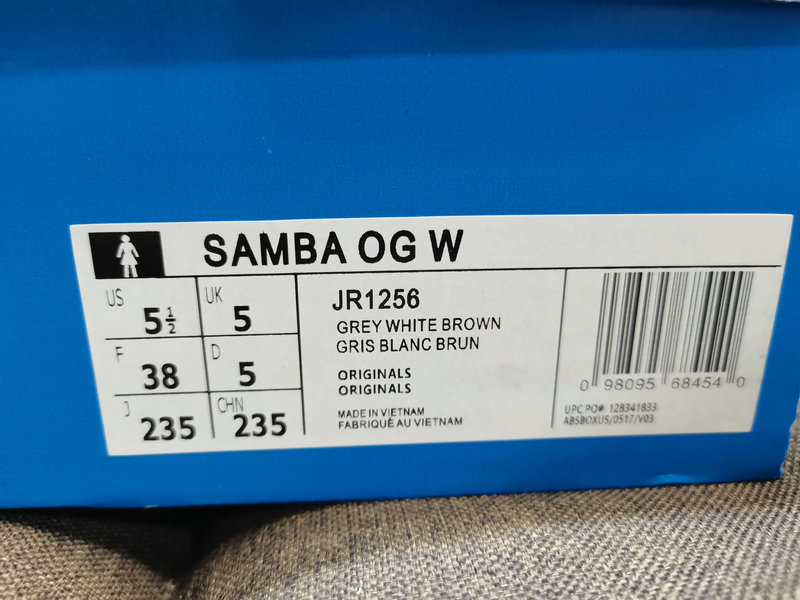 SAMBA OG W
US 5½ UK 5
F 38 D 5
J 235 CHN 235
JR1256
GREY WHITE BROWN
GRIS BLANC BRUN
ORIGINALS
ORIGINALS
MADE IN VIETNAM
FABRIQUÉ AU VIETNAM
0 98095 68454 0
UPC PO# 128341833
ABSBOXUS/0517/V03